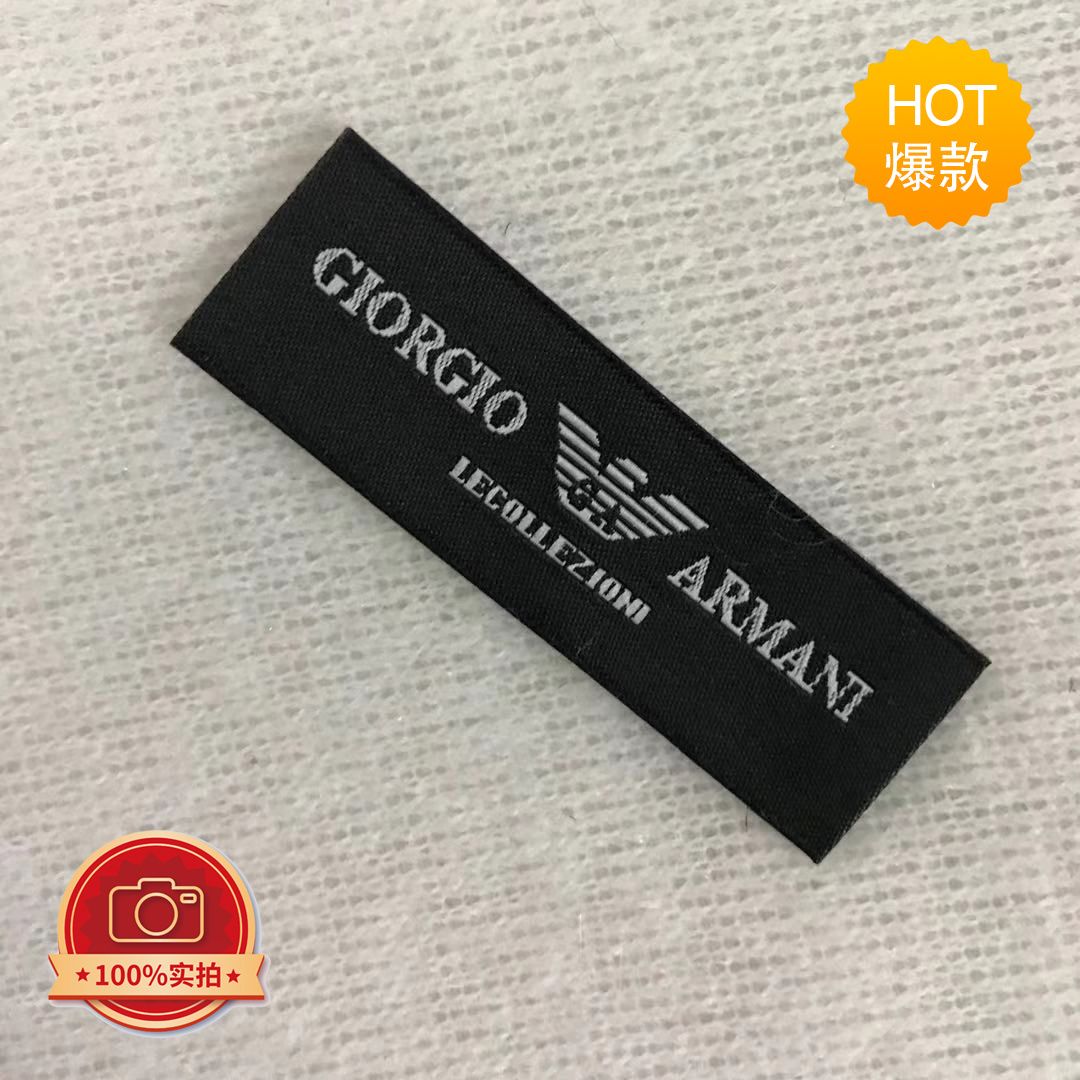 HOT
爆款
GIORGIO GA ARMANI
LECOLLEZIONI
100%实拍